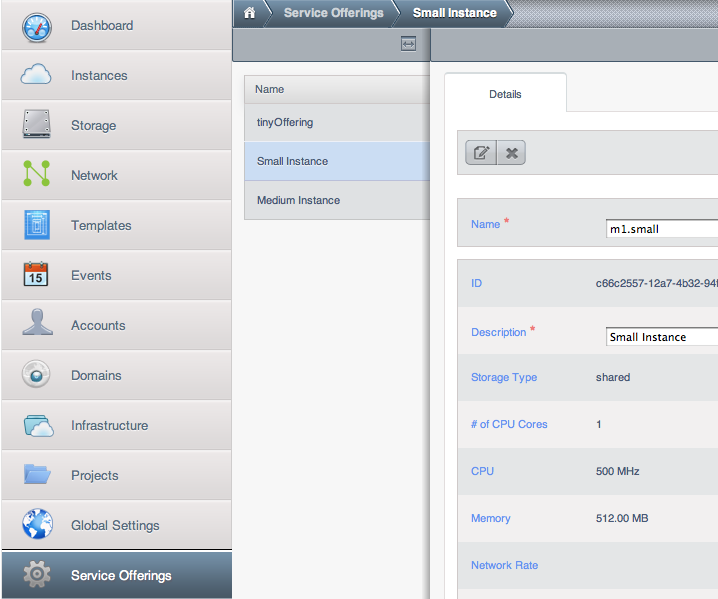 Service Offerings
Small Instance
Dashboard
Instances
Storage
Network
Templates
15
Events
Accounts
Domains
Infrastructure
Projects
Global Settings
Service Offerings
Name
tinyOffering
Small Instance
Medium Instance
Details
Name *
m1.small
ID
c66c2557-12a7-4b32-94
Description *
Small Instance
Storage Type
shared
# of CPU Cores
1
CPU
500 MHz
Memory
512.00 MB
Network Rate